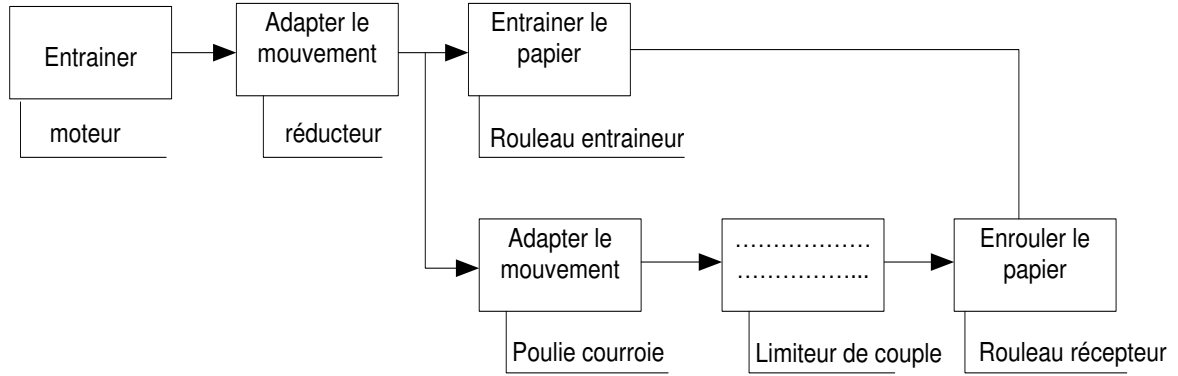 Entrainer
moteur
Adapter le
mouvement
réducteur
Entrainer le
papier
Rouleau entraineur
Adapter le
mouvement
Poulie courroie
………………
……………...
Limiteur de couple
Enrouler le
papier
Rouleau récepteur